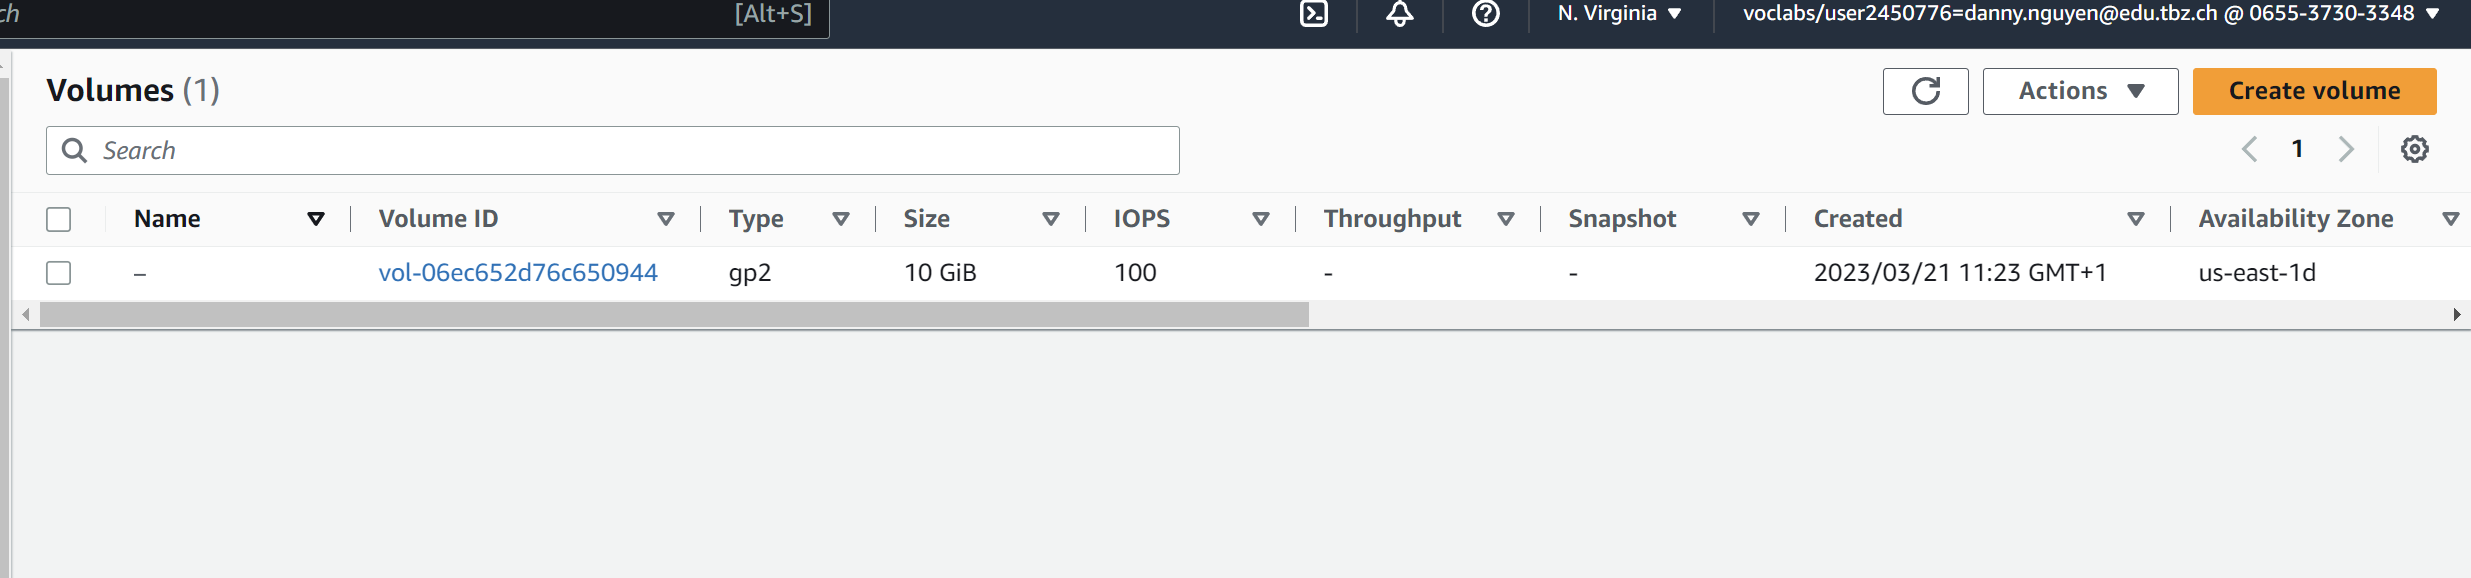 ch [Alt+S] N. Virginia voclabs/user2450776=danny.nguyen@edu.tbz.ch @ 0655-3730-3348
Volumes (1) Actions Create volume
Search 1
Name Volume ID Type Size IOPS Throughput Snapshot Created Availability Zone
– vol-06ec652d76c650944 gp2 10 GiB 100 - - 2023/03/21 11:23 GMT+1 us-east-1d